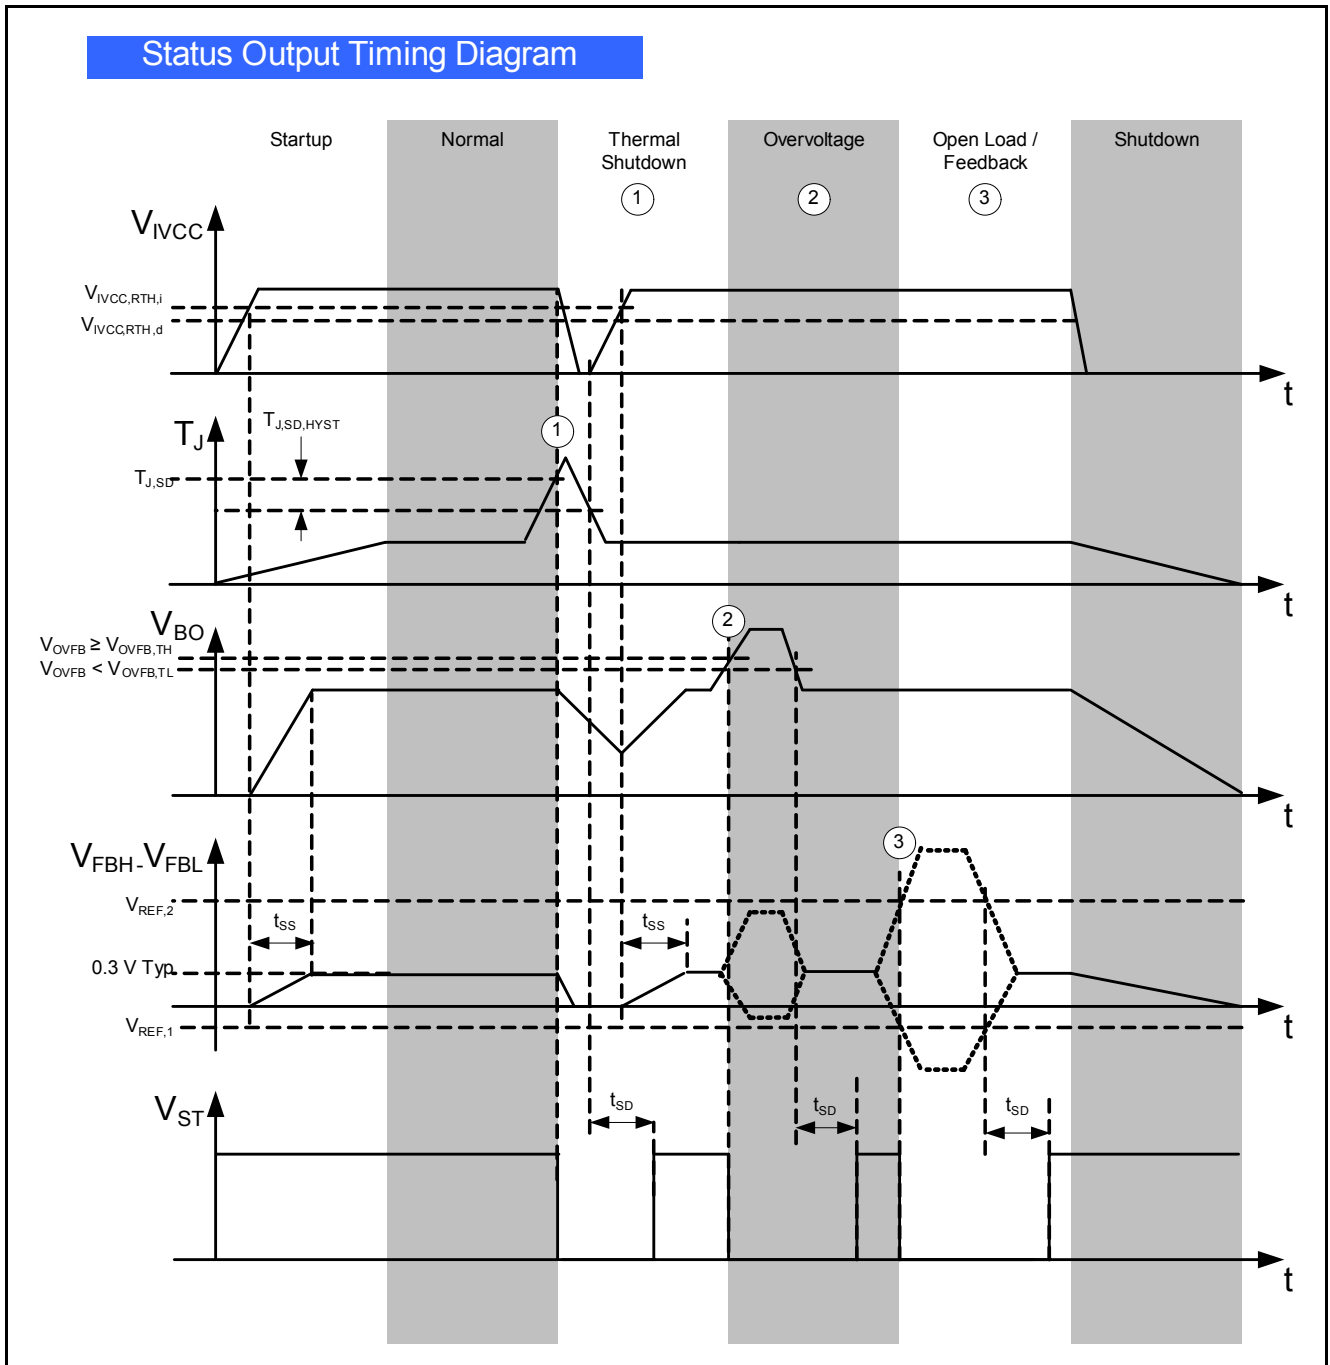 Status Output Timing Diagram
Startup
Normal
Thermal
Shutdown
1
Overvoltage
2
Open Load /
Feedback
3
Shutdown
VIVCC
VIVCC,RTH,i
VIVCC,RTH,d
t
TJ
TJ,SD,HYST
1
TJ,SD
t
VBO
2
VOVFB ≥ VOVFB,TH
VOVFB < VOVFB,TL
t
VFBH-VFBL
3
VREF,2
tSS
tSS
0.3 V Typ
VREF,1
t
VST
tSD
tSD
tSD
t